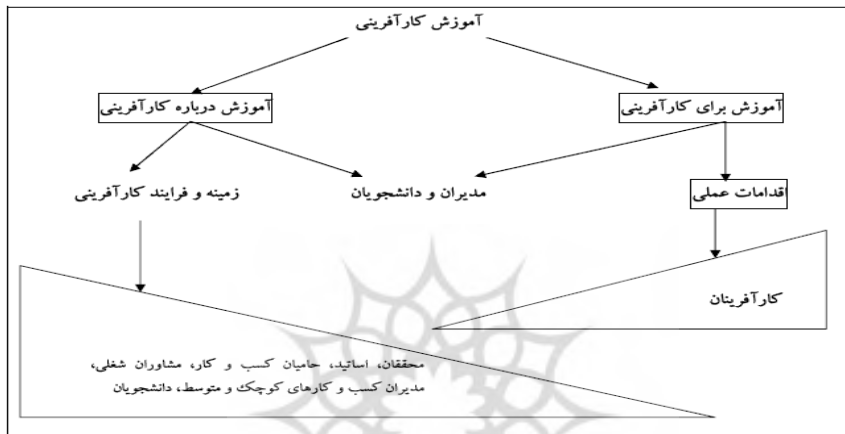 آموزش کارآفرینی
آموزش برای کارآفرینی
آموزش درباره کارآفرینی
اقدامات عملی
مدیران و دانشجویان
زمینه و فرایند کارآفرینی
کارآفرینان
محققان، اساتید، حامیان کسب و کار، مشاوران شغلی،
مدیران کسب و کارهای کوچک و متوسط، دانشجویان